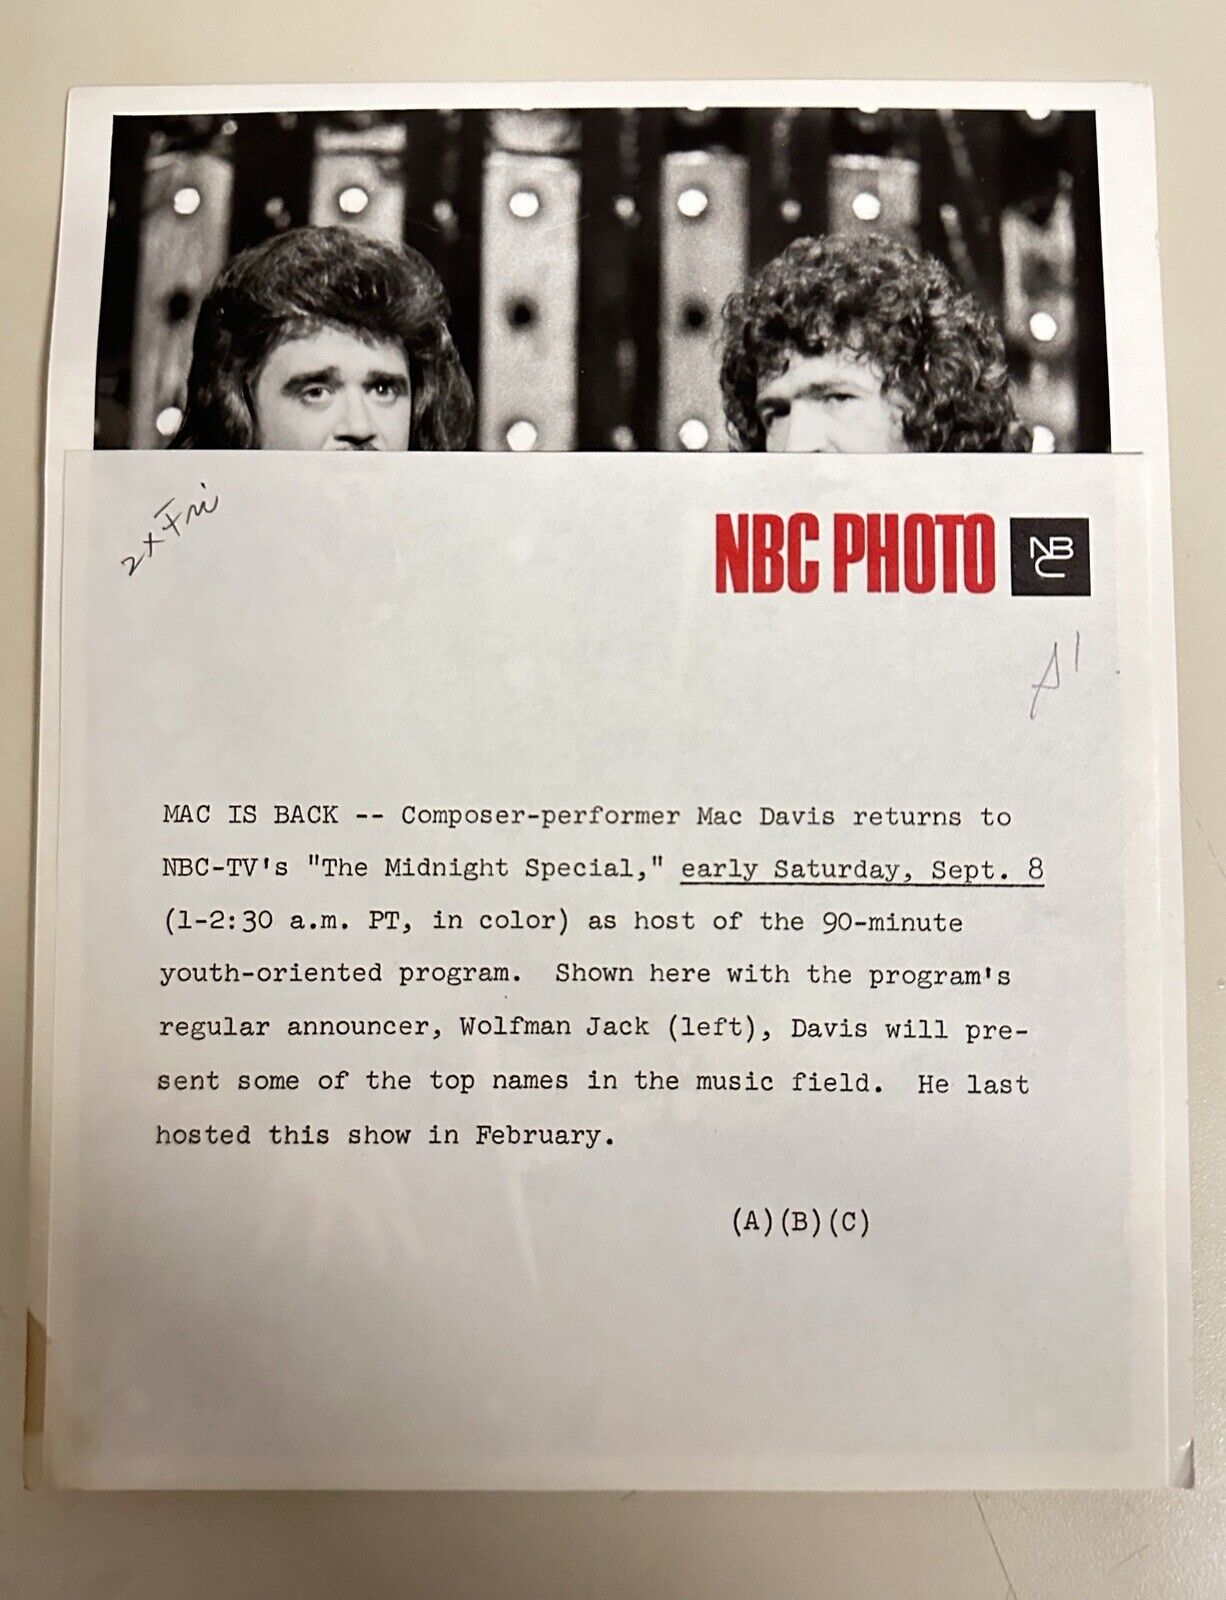 2x Fri
NBC PHOTO NBC
MAC IS BACK -- Composer-performer Mac Davis returns to
NBC-TV's "The Midnight Special," early Saturday, Sept. 8
(1-2:30 a.m. PT, in color) as host of the 90-minute
youth-oriented program.  Shown here with the program's
regular announcer, Wolfman Jack (left), Davis will pre-
sent some of the top names in the music field.  He last
hosted this show in February.
(A)(B)(C)